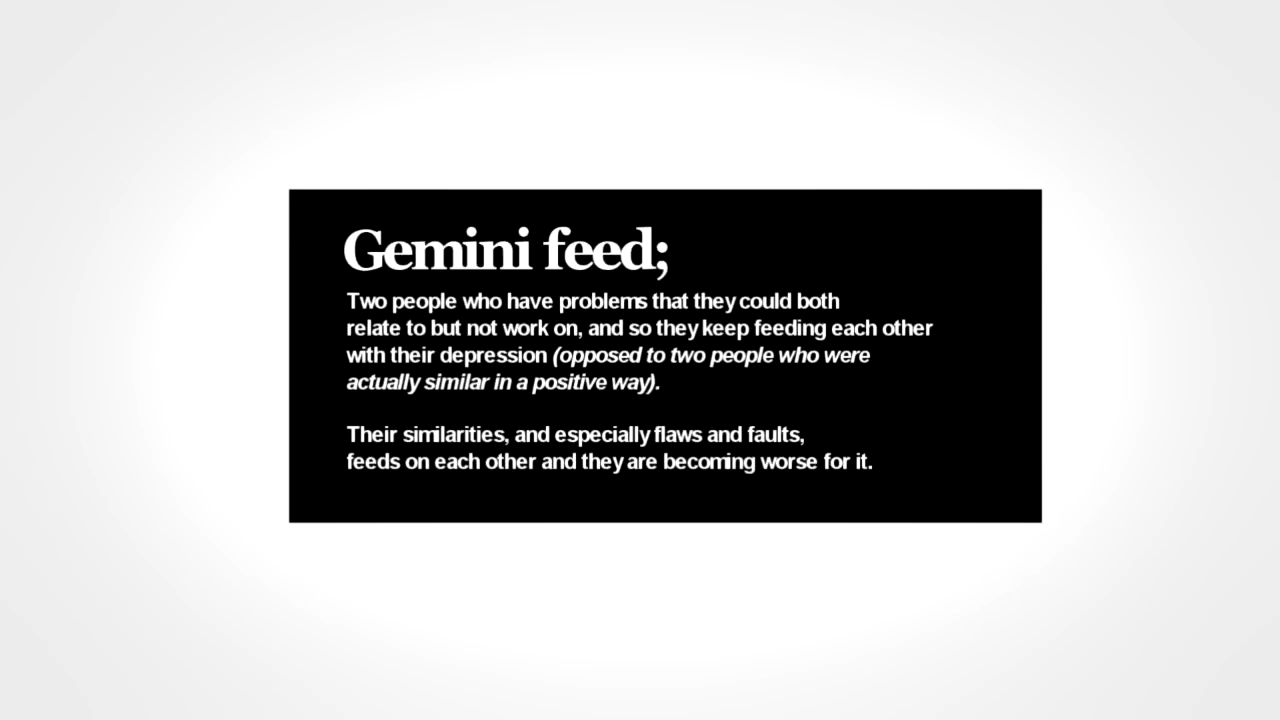 Gemini feed;
Two people who have problems that they could both
relate to but not work on, and so they keep feeding each other
with their depression (opposed to two people who were
actually similar in a positive way).
Their similarities, and especially flaws and faults,
feeds on each other and they are becoming worse for it.